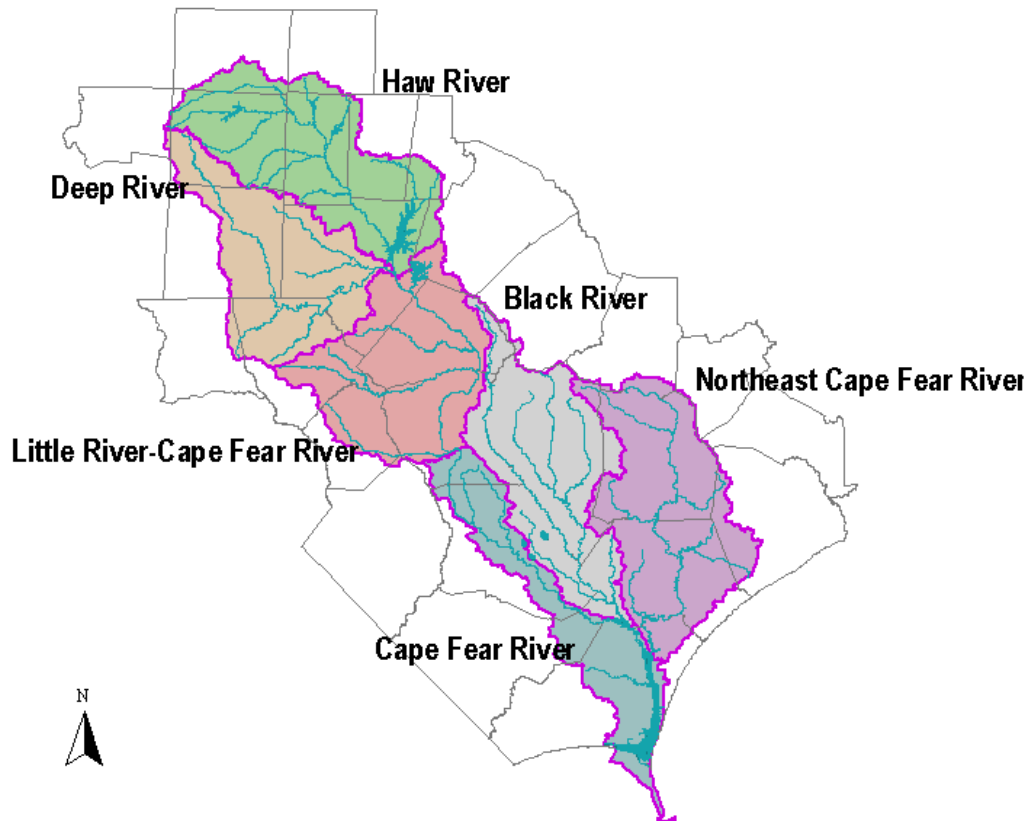 Haw River
Deep River
Black River
Northeast Cape Fear River
Little River-Cape Fear River
Cape Fear River
N